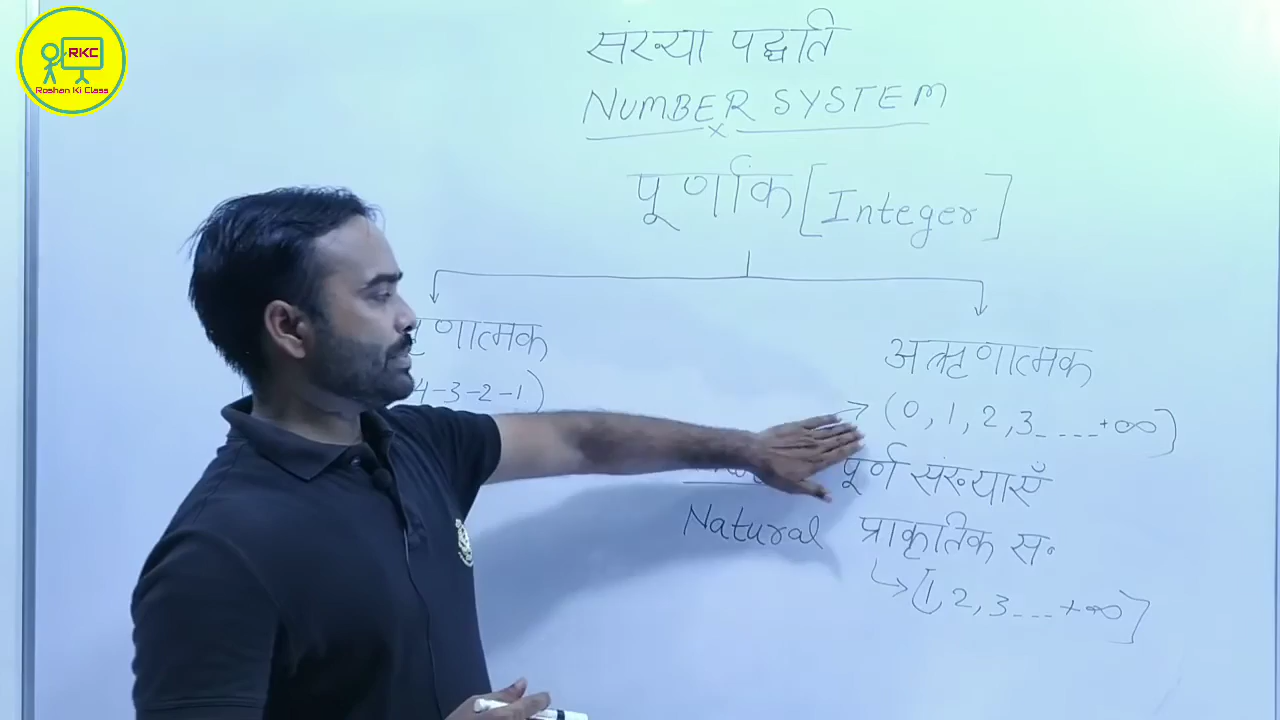 RKC
Roshan Ki Class
संख्या पद्धति
NUMBER SYSTEM
x
पूर्णांक [Integer]
अऋणात्मक
4-3-2-1)
→ (0, 1, 2, 3....+∞)
पूर्ण संख्याएँ
Natural प्राकृतिक स॰
↳ (1, 2, 3---+∞)